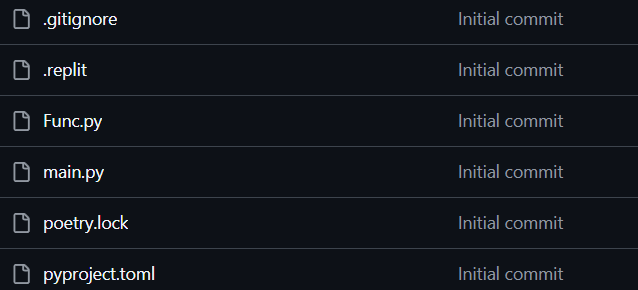 .gitignore Initial commit
.replit Initial commit
Func.py Initial commit
main.py Initial commit
poetry.lock Initial commit
pyproject.toml Initial commit